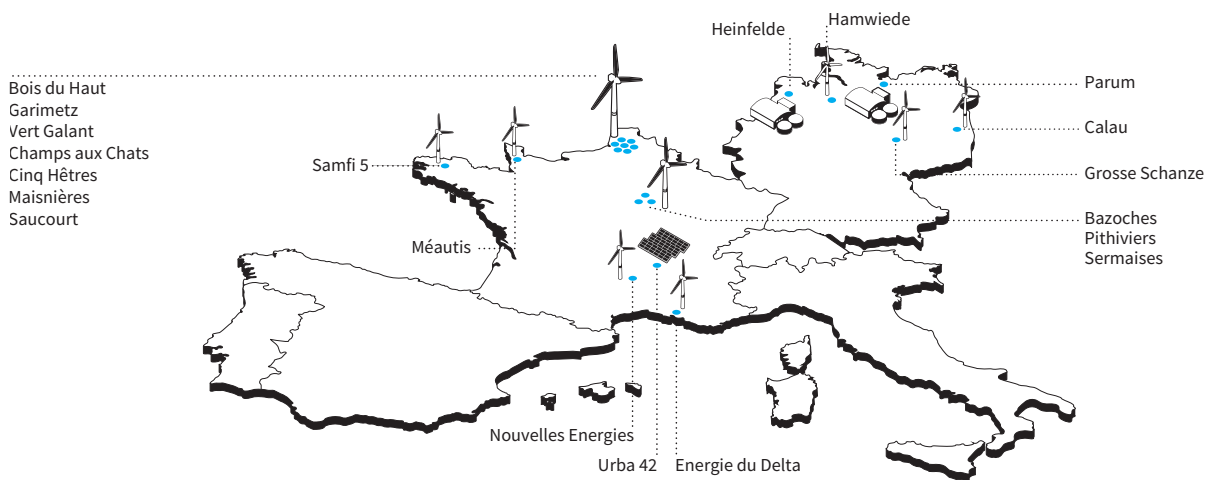 Heinfelde
Hamwiede
Bois du Haut
Garimetz
Vert Galant
Champs aux Chats
Cinq Hêtres
Maisnières
Saucourt
Samfi 5
Méautis
Parum
Calau
Grosse Schanze
Bazoches
Pithiviers
Sermaises
Nouvelles Energies
Urba 42
Energie du Delta